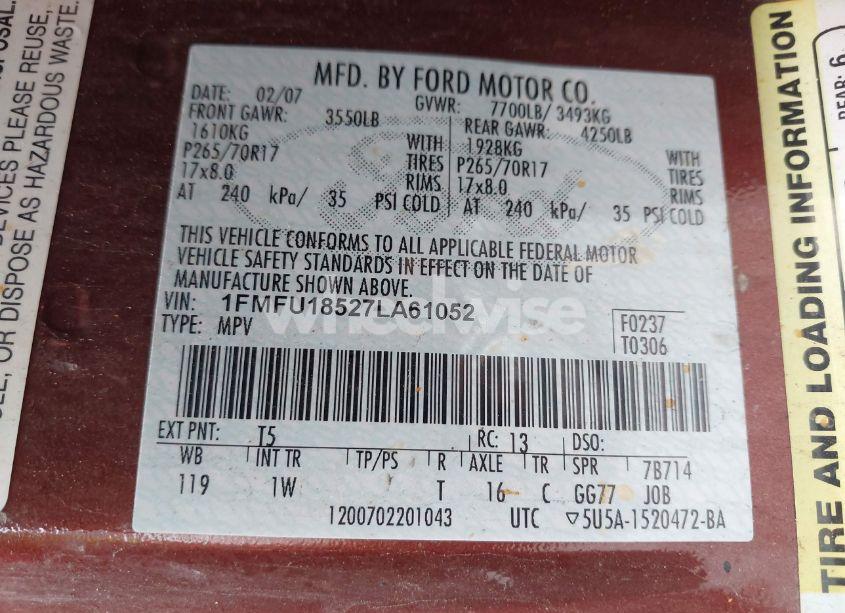 MFD. BY FORD MOTOR CO.
DATE: 02/07 GVWR: 7700LB/ 3493KG
FRONT GAWR: 3550LB REAR GAWR: 4250LB
1610KG WITH 1928KG WITH
P265/70R17 TIRES P265/70R17 TIRES
17x8.0 RIMS 17x8.0 RIMS
AT 240 kPa/ 35 PSI COLD AT 240 kPa/ 35 PSI COLD
THIS VEHICLE CONFORMS TO ALL APPLICABLE FEDERAL MOTOR
VEHICLE SAFETY STANDARDS IN EFFECT ON THE DATE OF
MANUFACTURE SHOWN ABOVE.
VIN: 1FMFU18527LA61052
TYPE: MPV
F0237
T0306
wheelwise
EXT PNT: T5 RC: 13 DSO:
WB INT TR TP/PS R AXLE TR SPR 7B714
119 1W T 16 C GG77 JOB
1200702201043 UTC ▽5U5A-1520472-BA
DEVICES PLEASE REUSE,
OR DISPOSE AS HAZARDOUS WASTE.
TIRE AND LOADING INFORMATION
REAR: 6
Ford